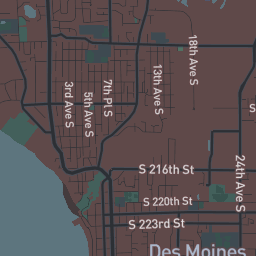 18th Ave S
13th Ave S
7th Pl S
3rd Ave S
5th Ave S
S
S 216th St
24th Ave S
S 220th St
S 223rd St
Des Moines